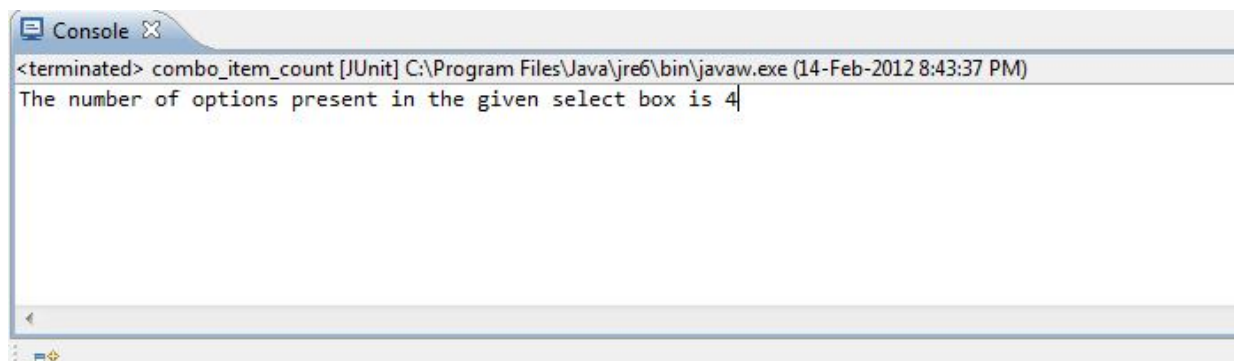 Console
<terminated> combo_item_count [JUnit] C:\Program Files\Java\jre6\bin\javaw.exe (14-Feb-2012 8:43:37 PM)
The number of options present in the given select box is 4